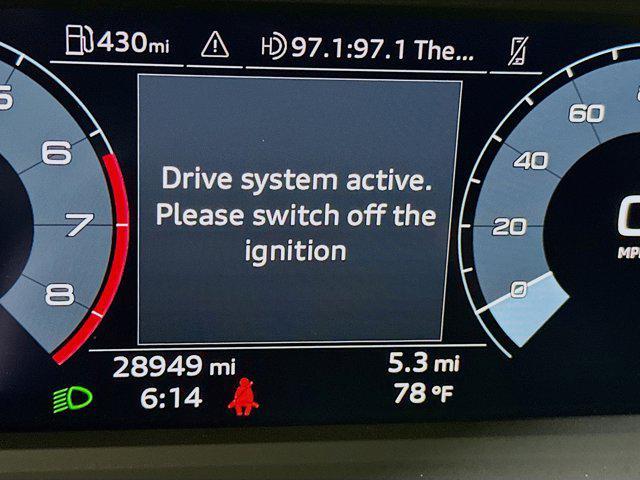 430mi
97.1:97.1 The...
Drive system active.
Please switch off the
ignition
6
7
8
60
40
20
0
28949 mi
5.3 mi
6:14
78 °F